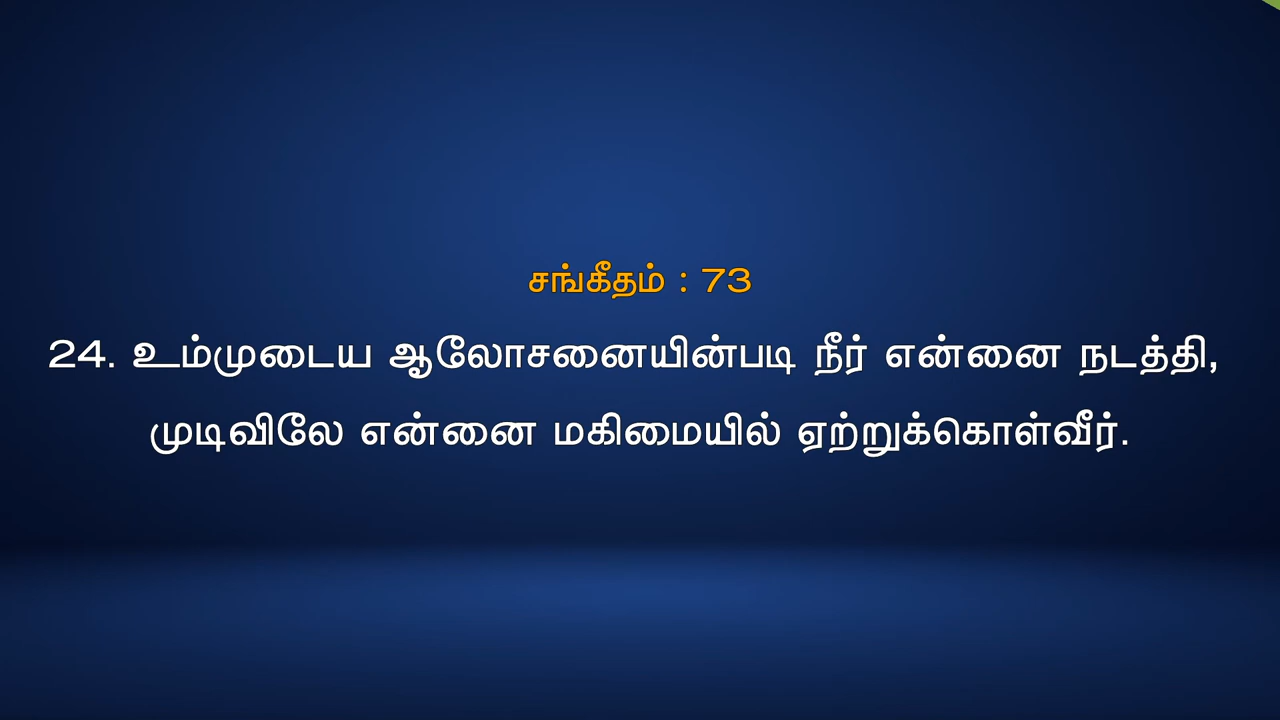 சங்கீதம் : 73
24. உம்முடைய ஆலோசனையின்படி நீர் என்னை நடத்தி,
முடிவிலே என்னை மகிமையில் ஏற்றுக்கொள்வீர்.